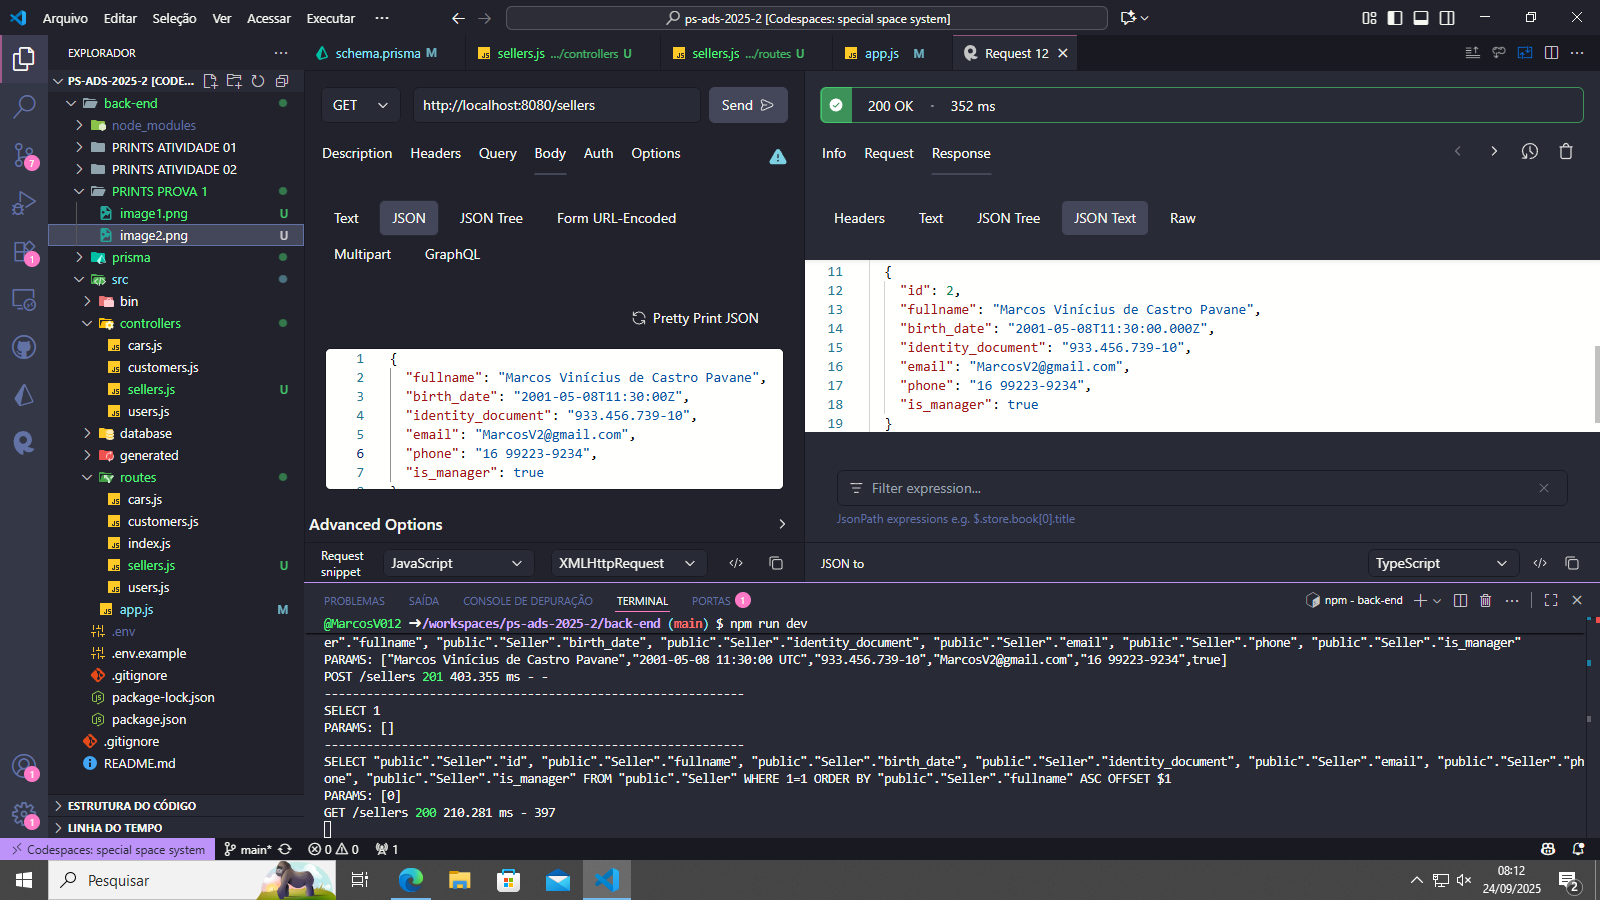 Arquivo Editar Seleção Ver Acessar Executar ··· ps-ads-2025-2 [Codespaces: special space system]
EXPLORADOR
PS-ADS-2025-2 [CODE...
back-end
node_modules
PRINTS ATIVIDADE 01
PRINTS ATIVIDADE 02
PRINTS PROVA 1
image1.png U
image2.png U
prisma
src
bin
controllers
cars.js
customers.js
sellers.js U
users.js
database
generated
routes
cars.js
customers.js
index.js
sellers.js U
users.js
app.js M
.env
.env.example
.gitignore
package-lock.json
package.json
.gitignore
README.md
ESTRUTURA DO CÓDIGO
LINHA DO TEMPO
7
1
1
1
schema.prisma M sellers.js .../controllers U sellers.js .../routes U app.js M Request 12
GET http://localhost:8080/sellers Send
Description Headers Query Body Auth Options
Text JSON JSON Tree Form URL-Encoded
Multipart GraphQL
Pretty Print JSON
1 {
2 "fullname": "Marcos Vinícius de Castro Pavane",
3 "birth_date": "2001-05-08T11:30:00Z",
4 "identity_document": "933.456.739-10",
5 "email": "MarcosV2@gmail.com",
6 "phone": "16 99223-9234",
7 "is_manager": true
Advanced Options
Request snippet JavaScript XMLHttpRequest
200 OK - 352 ms
Info Request Response
Headers Text JSON Tree JSON Text Raw
11 {
12 "id": 2,
13 "fullname": "Marcos Vinícius de Castro Pavane",
14 "birth_date": "2001-05-08T11:30:00.000Z",
15 "identity_document": "933.456.739-10",
16 "email": "MarcosV2@gmail.com",
17 "phone": "16 99223-9234",
18 "is_manager": true
19 }
Filter expression...
JsonPath expressions e.g. $.store.book[0].title
JSON to TypeScript
PROBLEMAS SAÍDA CONSOLE DE DEPURAÇÃO TERMINAL PORTAS 1 npm - back-end
@MarcosV012 ➜/workspaces/ps-ads-2025-2/back-end (main) $ npm run dev
er"."fullname", "public"."Seller"."birth_date", "public"."Seller"."identity_document", "public"."Seller"."email", "public"."Seller"."phone", "public"."Seller"."is_manager"
PARAMS: ["Marcos Vinícius de Castro Pavane","2001-05-08 11:30:00 UTC","933.456.739-10","MarcosV2@gmail.com","16 99223-9234",true]
POST /sellers 201 403.355 ms - -
------------------------------------------------------------
SELECT 1
PARAMS: []
------------------------------------------------------------
SELECT "public"."Seller"."id", "public"."Seller"."fullname", "public"."Seller"."birth_date", "public"."Seller"."identity_document", "public"."Seller"."email", "public"."Seller"."ph
one", "public"."Seller"."is_manager" FROM "public"."Seller" WHERE 1=1 ORDER BY "public"."Seller"."fullname" ASC OFFSET $1
PARAMS: [0]
GET /sellers 200 210.281 ms - 397
Codespaces: special space system main* 0 0 1
Pesquisar
08:12
24/09/2025
2